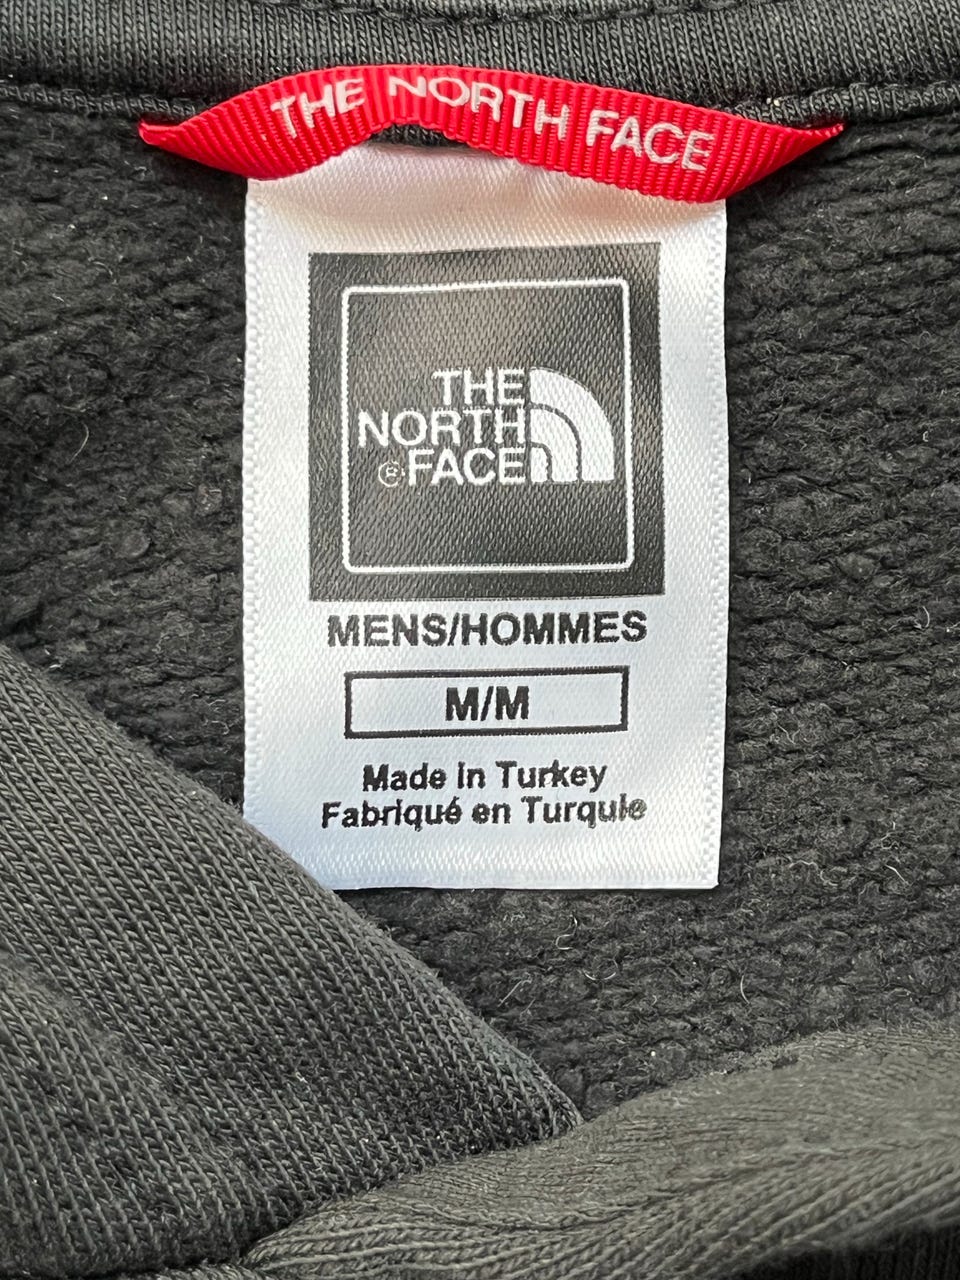 THE NORTH FACE
THE
NORTH
® FACE
MENS/HOMMES
M/M
Made in Turkey
Fabriqué en Turquie